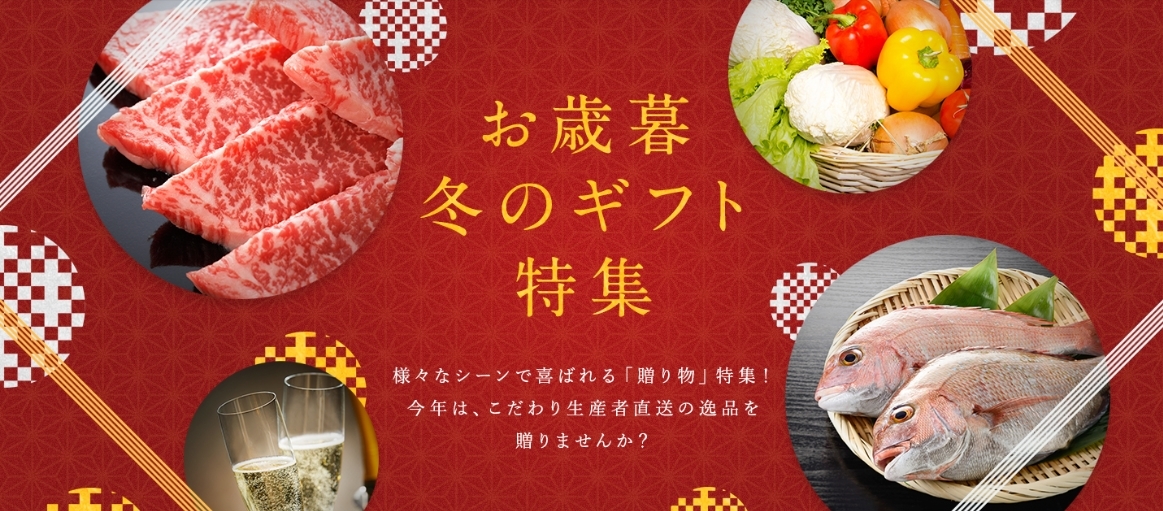 お歳暮
冬のギフト
特集
様々なシーンで喜ばれる「贈り物」特集！
今年は、こだわり生産者直送の逸品を
贈りませんか？